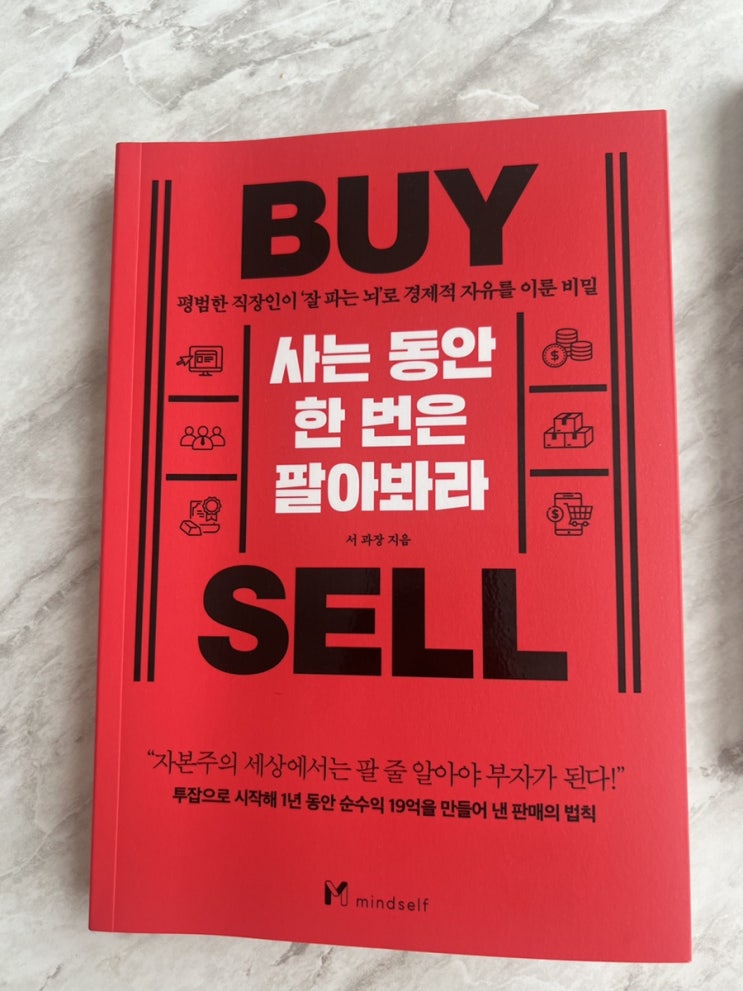 BUY
평범한 직장인이 '잘 파는 뇌'로 경제적 자유를 이룬 비밀
사는 동안
한 번은
팔아봐라
서 과장 지음
SELL
“자본주의 세상에서는 팔 줄 알아야 부자가 된다!”
투잡으로 시작해 1년 동안 순수익 19억을 만들어 낸 판매의 법칙
mindself